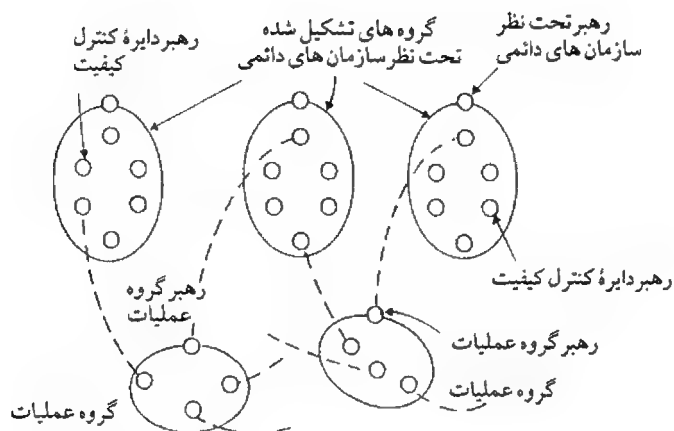 رهبر تحت نظر
سازمان های دائمی
گروه های تشکیل شده
تحت نظر سازمان های دائمی
رهبر دایرهٔ کنترل
کیفیت
رهبر دایرهٔ کنترل کیفیت
رهبر گروه
عملیات
رهبر گروه عملیات
گروه عملیات
گروه عملیات